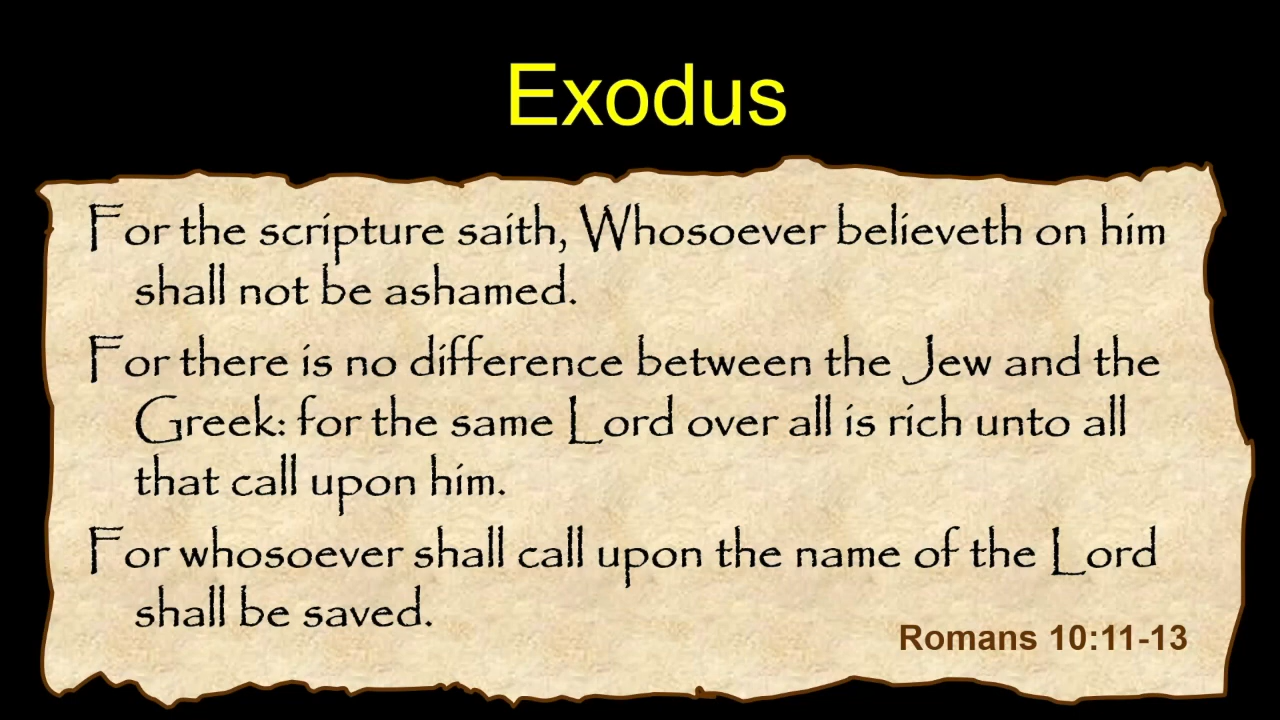 Exodus
For the scripture saith, Whosoever believeth on him
shall not be ashamed.
For there is no difference between the Jew and the
Greek: for the same Lord over all is rich unto all
that call upon him.
For whosoever shall call upon the name of the Lord
shall be saved.
Romans 10:11-13